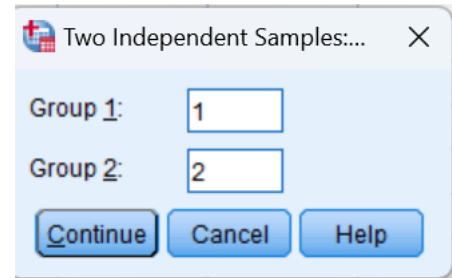 Two Independent Samples:...
Group 1:
1
Group 2:
2
Continue Cancel Help